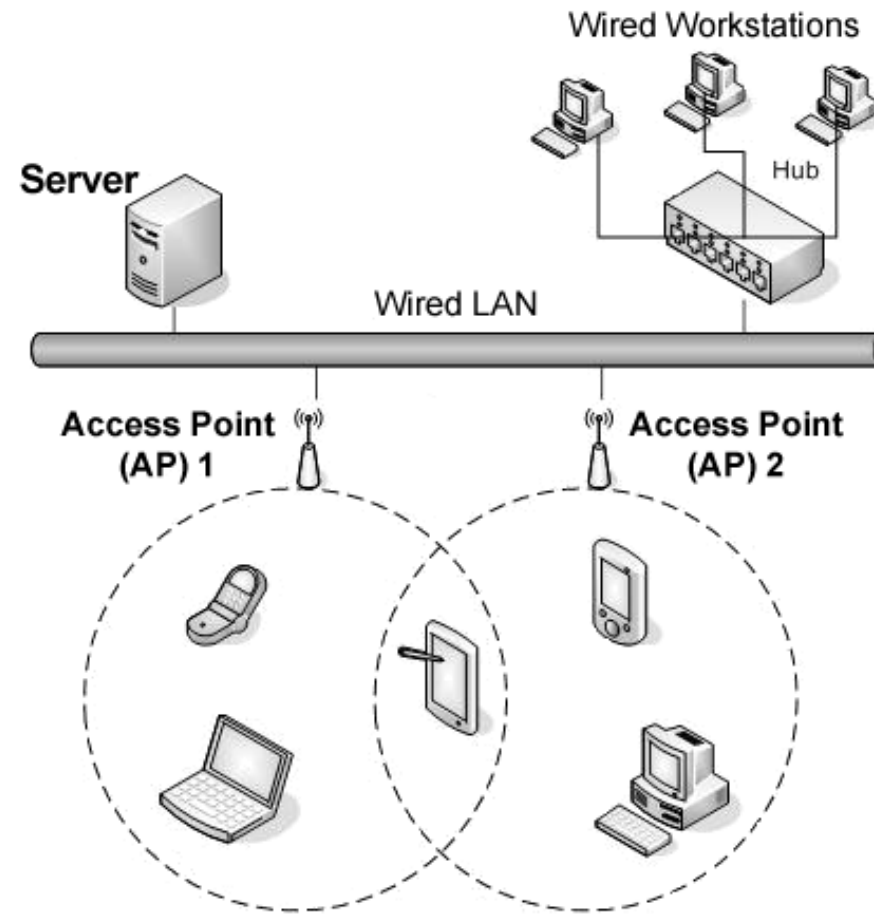 Wired Workstations
Server
Hub
Wired LAN
Access Point
(AP) 1
Access Point
(AP) 2